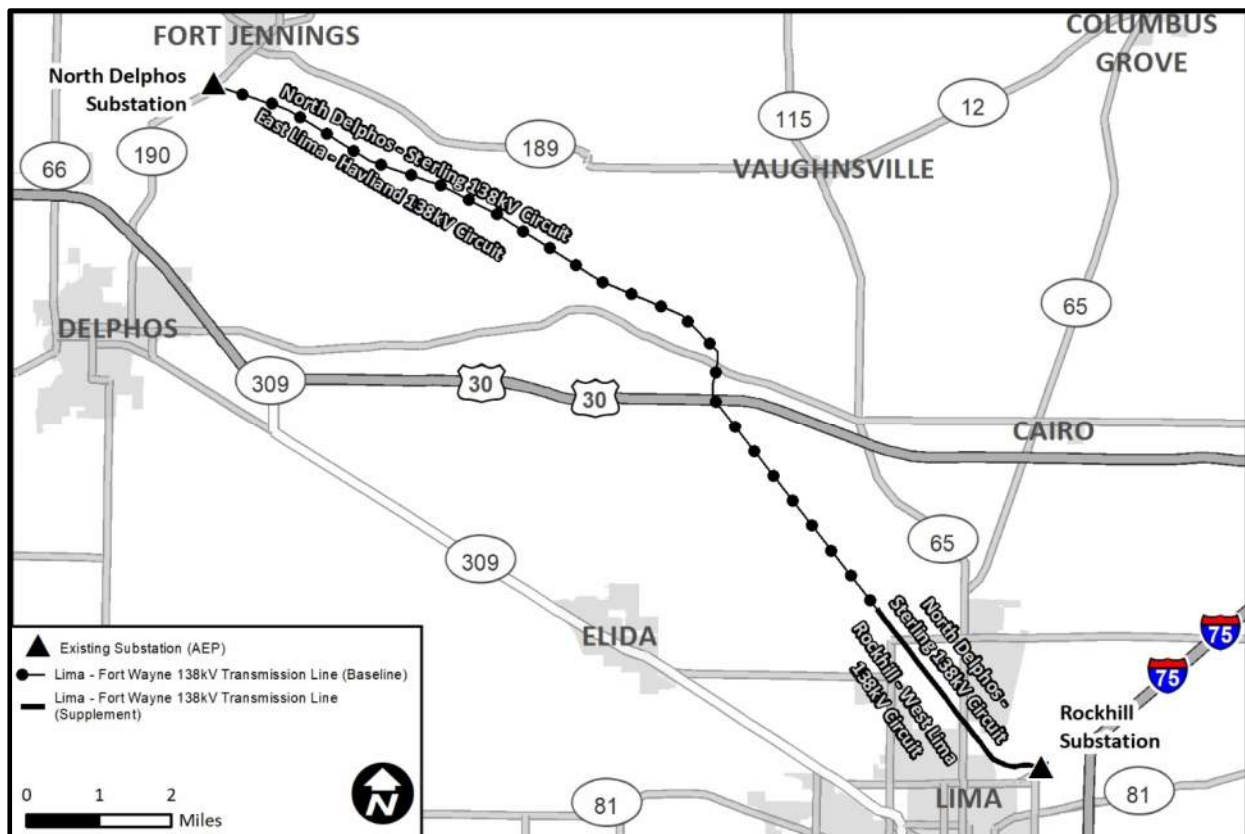 FORT JENNINGS
COLUMBUS
GROVE
North Delphos
Substation
North Delphos - Sterling 138kV Circuit
East Lima - Havliand 138kV Circuit
115
12
189
VAUGHNSVILLE
66
190
65
DELPHOS
309
30
30
CAIRO
309
65
ELIDA
North Delphos -
Sterling 138kV Circuit
Rockhill - West Lima
138kV Circuit
75
75
Rockhill
Substation
LIMA
81
81
Existing Substation (AEP)
Lima - Fort Wayne 138kV Transmission Line (Baseline)
Lima - Fort Wayne 138kV Transmission Line
(Supplement)
0 1 2
Miles
N